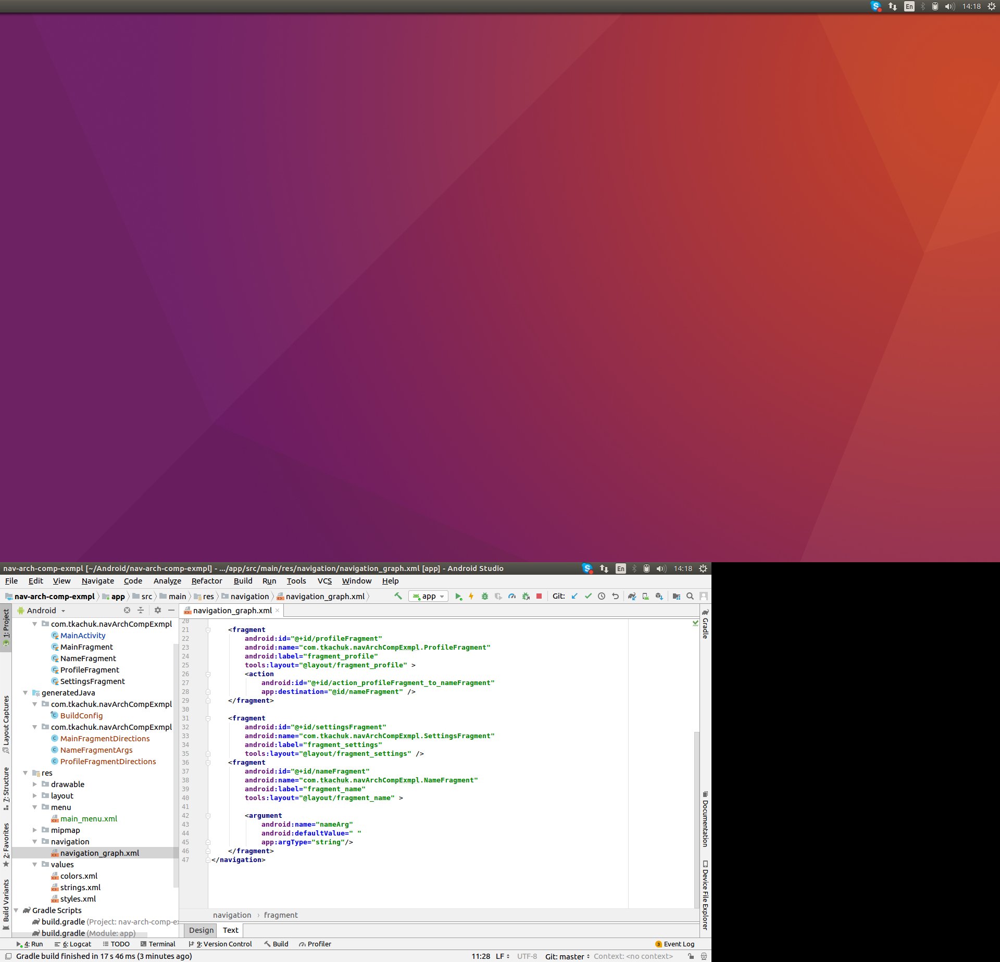 En 14:18
nav-arch-comp-exmpl [~/Android/nav-arch-comp-exmpl] - .../app/src/main/res/navigation/navigation_graph.xml [app] - Android Studio En 14:18
File Edit View Navigate Code Analyze Refactor Build Run Tools VCS Window Help
nav-arch-comp-exmpl app src main res navigation navigation_graph.xml app Git:
1: Project
Layout Captures
7: Structure
2: Favorites
Build Variants
Android
com.tkachuk.navArchCompExmpl
MainActivity
MainFragment
NameFragment
ProfileFragment
SettingsFragment
generatedJava
com.tkachuk.navArchCompExmpl
BuildConfig
com.tkachuk.navArchCompExmpl
MainFragmentDirections
NameFragmentArgs
ProfileFragmentDirections
res
drawable
layout
menu
main_menu.xml
mipmap
navigation
navigation_graph.xml
values
colors.xml
strings.xml
styles.xml
Gradle Scripts
build.gradle (Project: nav-arch-comp-e
build.gradle (Module: app)
navigation_graph.xml
20
21 <fragment
22 android:id="@+id/profileFragment"
23 android:name="com.tkachuk.navArchCompExmpl.ProfileFragment"
24 android:label="fragment_profile"
25 tools:layout="@layout/fragment_profile" >
26 <action
27 android:id="@+id/action_profileFragment_to_nameFragment"
28 app:destination="@id/nameFragment" />
29 </fragment>
30
31 <fragment
32 android:id="@+id/settingsFragment"
33 android:name="com.tkachuk.navArchCompExmpl.SettingsFragment"
34 android:label="fragment_settings"
35 tools:layout="@layout/fragment_settings" />
36 <fragment
37 android:id="@+id/nameFragment"
38 android:name="com.tkachuk.navArchCompExmpl.NameFragment"
39 android:label="fragment_name"
40 tools:layout="@layout/fragment_name" >
41
42 <argument
43 android:name="nameArg"
44 android:defaultValue=" "
45 app:argType="string"/>
46 </fragment>
47 </navigation>
navigation › fragment
Design Text
Gradle
Documentation
Device File Explorer
4: Run 6: Logcat TODO Terminal 9: Version Control Build Profiler 3 Event Log
Gradle build finished in 17 s 46 ms (3 minutes ago) 11:28 LF UTF-8 Git: master Context: <no context>